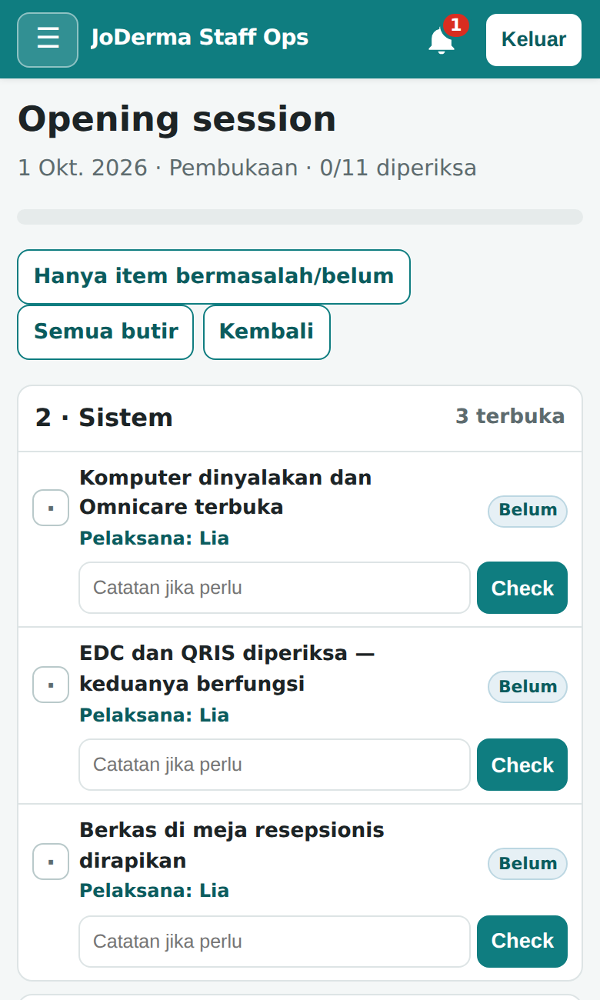 ☰ JoDerma Staff Ops 1 Keluar
Opening session
1 Okt. 2026 · Pembukaan · 0/11 diperiksa
Hanya item bermasalah/belum
Semua butir Kembali
2 · Sistem 3 terbuka
Komputer dinyalakan dan
Omnicare terbuka
· Belum
Pelaksana: Lia
Catatan jika perlu Check
EDC dan QRIS diperiksa —
keduanya berfungsi
· Belum
Pelaksana: Lia
Catatan jika perlu Check
Berkas di meja resepsionis
dirapikan
· Belum
Pelaksana: Lia
Catatan jika perlu Check